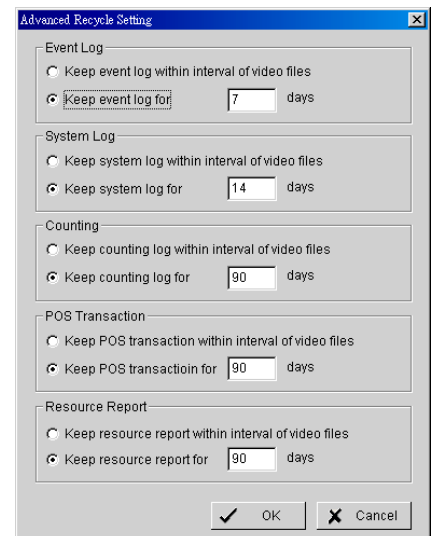 Advanced Recycle Setting
Event Log
Keep event log within interval of video files
Keep event log for 7 days
System Log
Keep system log within interval of video files
Keep system log for 14 days
Counting
Keep counting log within interval of video files
Keep counting log for 90 days
POS Transaction
Keep POS transaction within interval of video files
Keep POS transactioin for 90 days
Resource Report
Keep resource report within interval of video files
Keep resource report for 90 days
OK Cancel